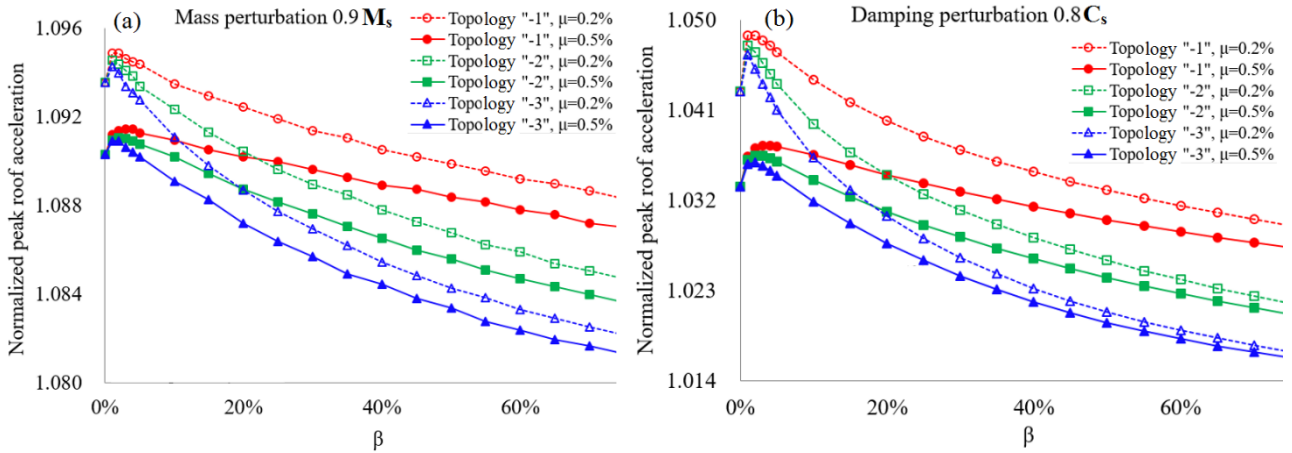 (a)
Mass perturbation 0.9 Mₛ
Normalized peak roof acceleration
1.096
1.092
1.088
1.084
1.080
0%
20%
40%
60%
β
Topology "-1", μ=0.2%
Topology "-1", μ=0.5%
Topology "-2", μ=0.2%
Topology "-2", μ=0.5%
Topology "-3", μ=0.2%
Topology "-3", μ=0.5%
(b)
Damping perturbation 0.8 Cₛ
Normalized peak roof acceleration
1.050
1.041
1.032
1.023
1.014
0%
20%
40%
60%
β
Topology "-1", μ=0.2%
Topology "-1", μ=0.5%
Topology "-2", μ=0.2%
Topology "-2", μ=0.5%
Topology "-3", μ=0.2%
Topology "-3", μ=0.5%